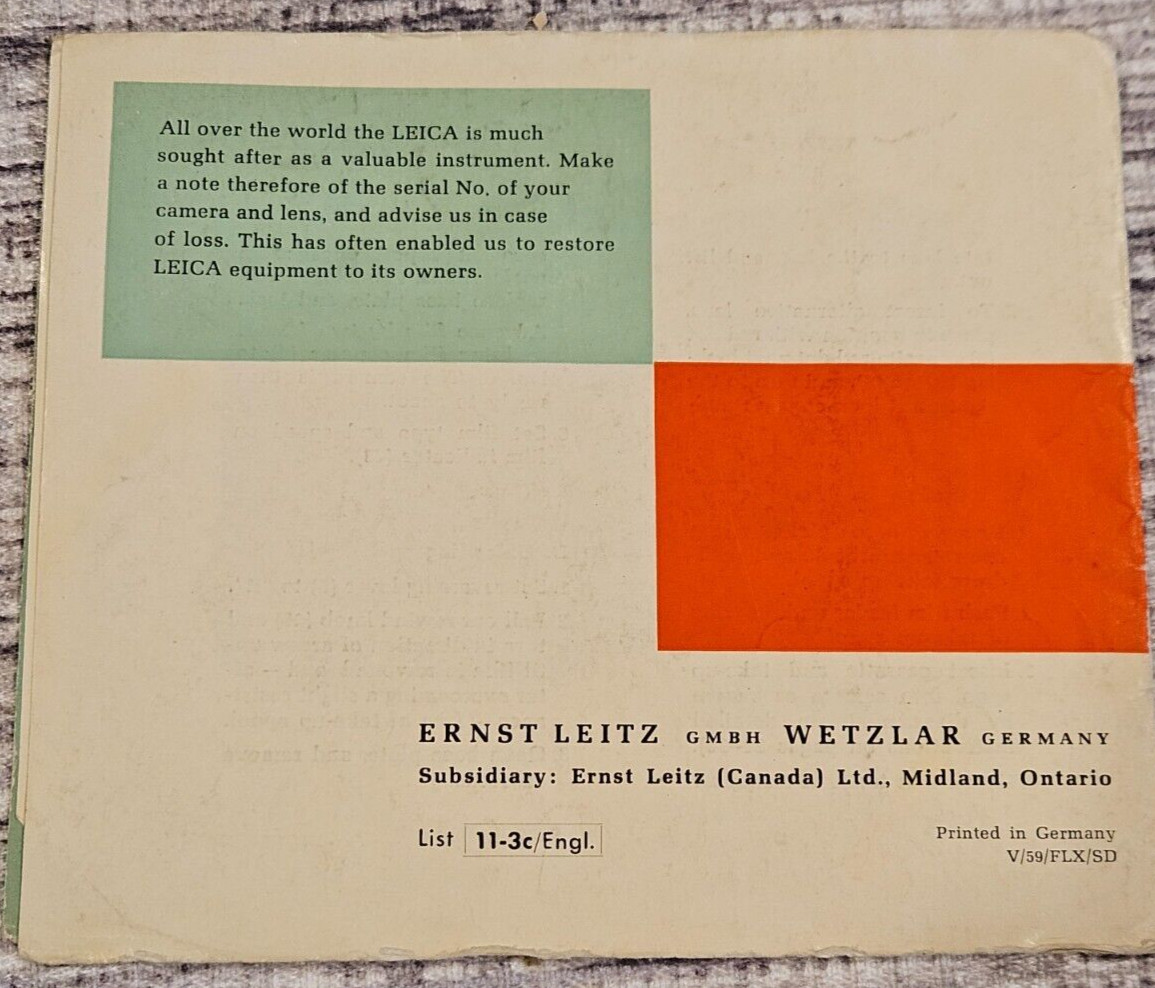 All over the world the LEICA is much
sought after as a valuable instrument. Make
a note therefore of the serial No. of your
camera and lens, and advise us in case
of loss. This has often enabled us to restore
LEICA equipment to its owners.
ERNST LEITZ GMBH WETZLAR GERMANY
Subsidiary: Ernst Leitz (Canada) Ltd., Midland, Ontario
List 11-3c/Engl.
Printed in Germany
V/59/FLX/SD